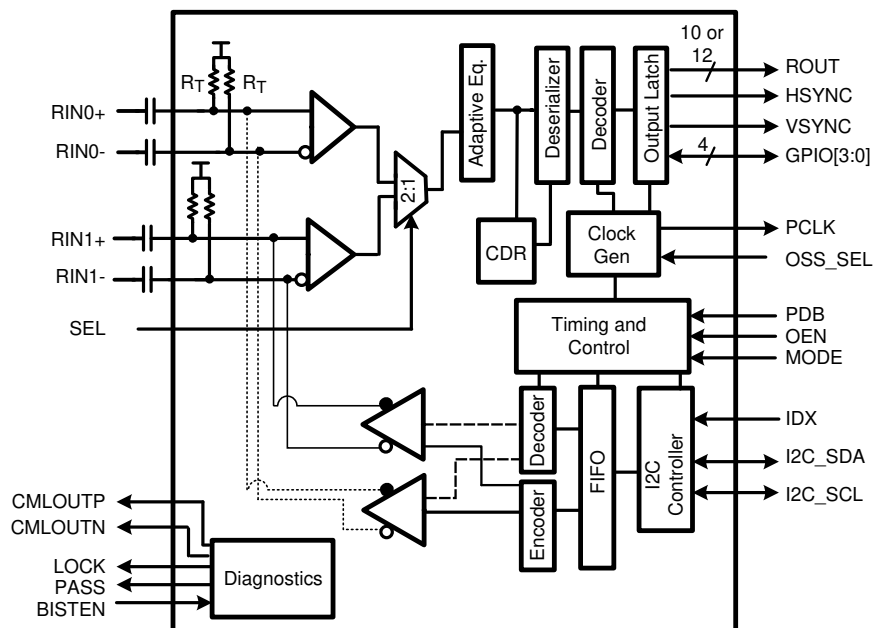 10 or
12
ROUT
HSYNC
VSYNC
4
GPIO[3:0]
RT
RT
RIN0+
RIN0-
RIN1+
RIN1-
SEL
2:1
Adaptive Eq.
Deserializer
Decoder
Output Latch
CDR
Clock
Gen
PCLK
OSS_SEL
Timing and
Control
PDB
OEN
MODE
Decoder
Encoder
FIFO
I2C
Controller
IDX
I2C_SDA
I2C_SCL
CMLOUTP
CMLOUTN
LOCK
PASS
BISTEN
Diagnostics